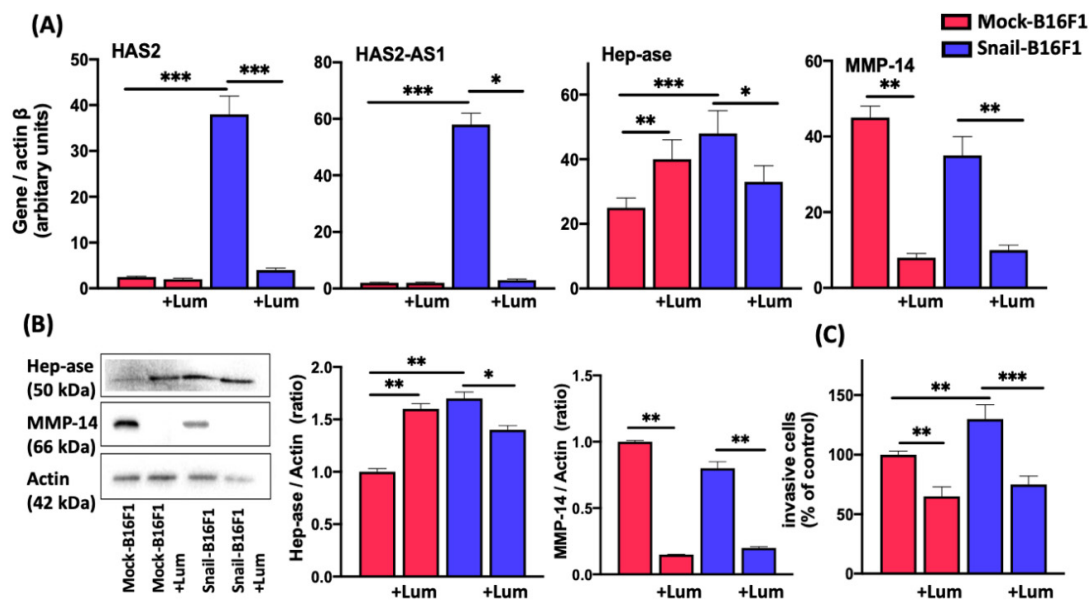 (A)
Mock-B16F1
Snail-B16F1
HAS2
HAS2-AS1
Hep-ase
MMP-14
Gene / actin β
(arbitary units)
50
40
30
20
10
0
*** ***
+Lum +Lum
80
60
40
20
0
*** *
+Lum +Lum
60
40
20
0
** *** *
+Lum +Lum
60
40
20
0
** **
+Lum +Lum
(B)
Hep-ase
(50 kDa)
MMP-14
(66 kDa)
Actin
(42 kDa)
Mock-B16F1
Mock-B16F1
+Lum
Snail-B16F1
Snail-B16F1
+Lum
Hep-ase / Actin (ratio)
2.0
1.5
1.0
0.5
0.0
** ** *
+Lum +Lum
MMP-14 / Actin (ratio)
1.5
1.0
0.5
0.0
** **
+Lum +Lum
(C)
invasive cells
(% of control)
150
100
50
0
** ** ***
+Lum +Lum